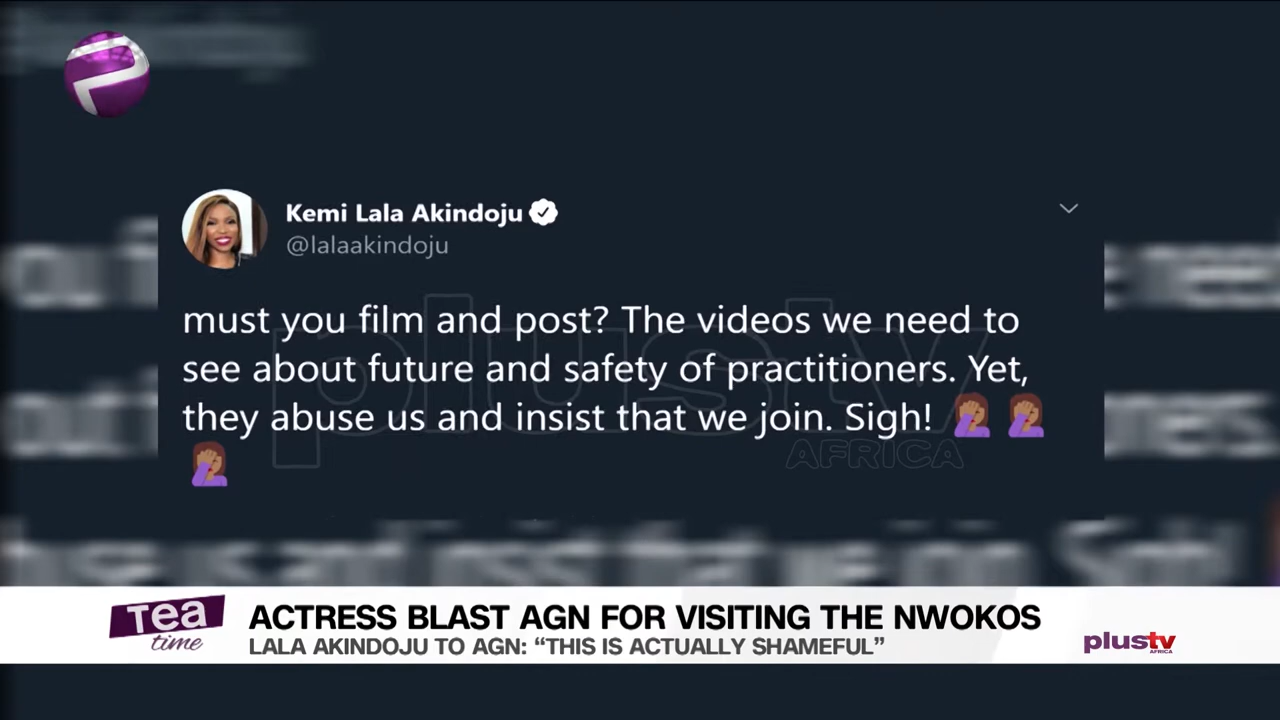 Kemi Lala Akindoju
@lalaakindoju
must you film and post? The videos we need to
see about future and safety of practitioners. Yet,
they abuse us and insist that we join. Sigh! 🤦🏾‍♀️ 🤦🏾‍♀️
🤦🏾‍♀️
plustv
AFRICA
Tea
time
ACTRESS BLAST AGN FOR VISITING THE NWOKOS
LALA AKINDOJU TO AGN: “THIS IS ACTUALLY SHAMEFUL”
plustv
AFRICA